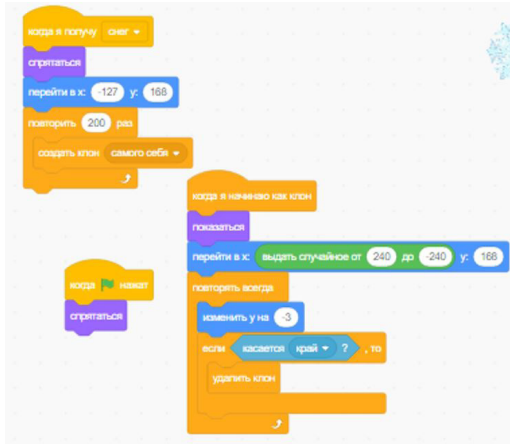 когда я получу снег
спрятаться
перейти в x: -127 y: 168
повторить 200 раз
создать клон самого себя
когда я начинаю как клон
показаться
перейти в x: выдать случайное от 240 до -240 y: 168
повторять всегда
изменить y на -3
если касается край ? , то
удалить клон
когда нажат
спрятаться